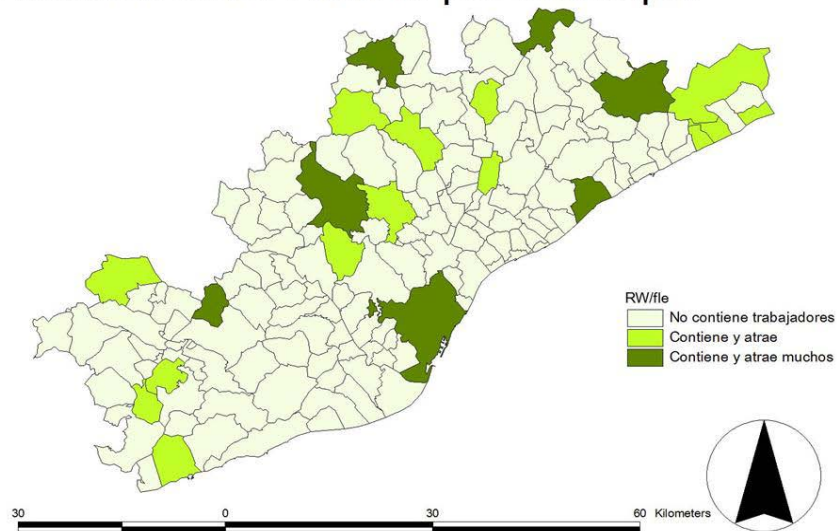 RW/fle
No contiene trabajadores
Contiene y atrae
Contiene y atrae muchos
30 0 30 60 Kilometers